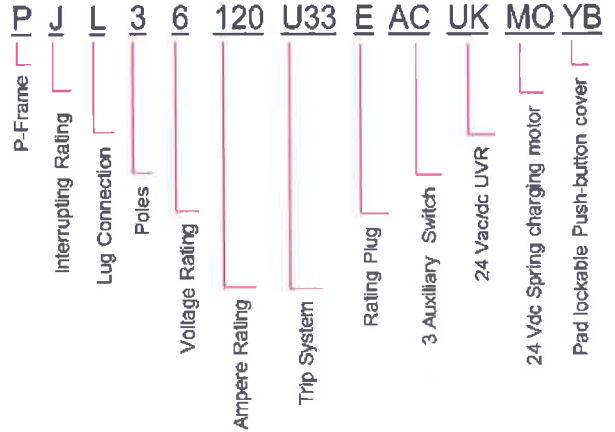 P J L 3 6 120 U33 E AC UK MO YB
P-Frame
Interrupting Rating
Lug Connection
Poles
Voltage Rating
Ampere Rating
Trip System
Rating Plug
3 Auxiliary Switch
24 Vac/dc UVR
24 Vdc Spring charging motor
Pad lockable Push-button cover